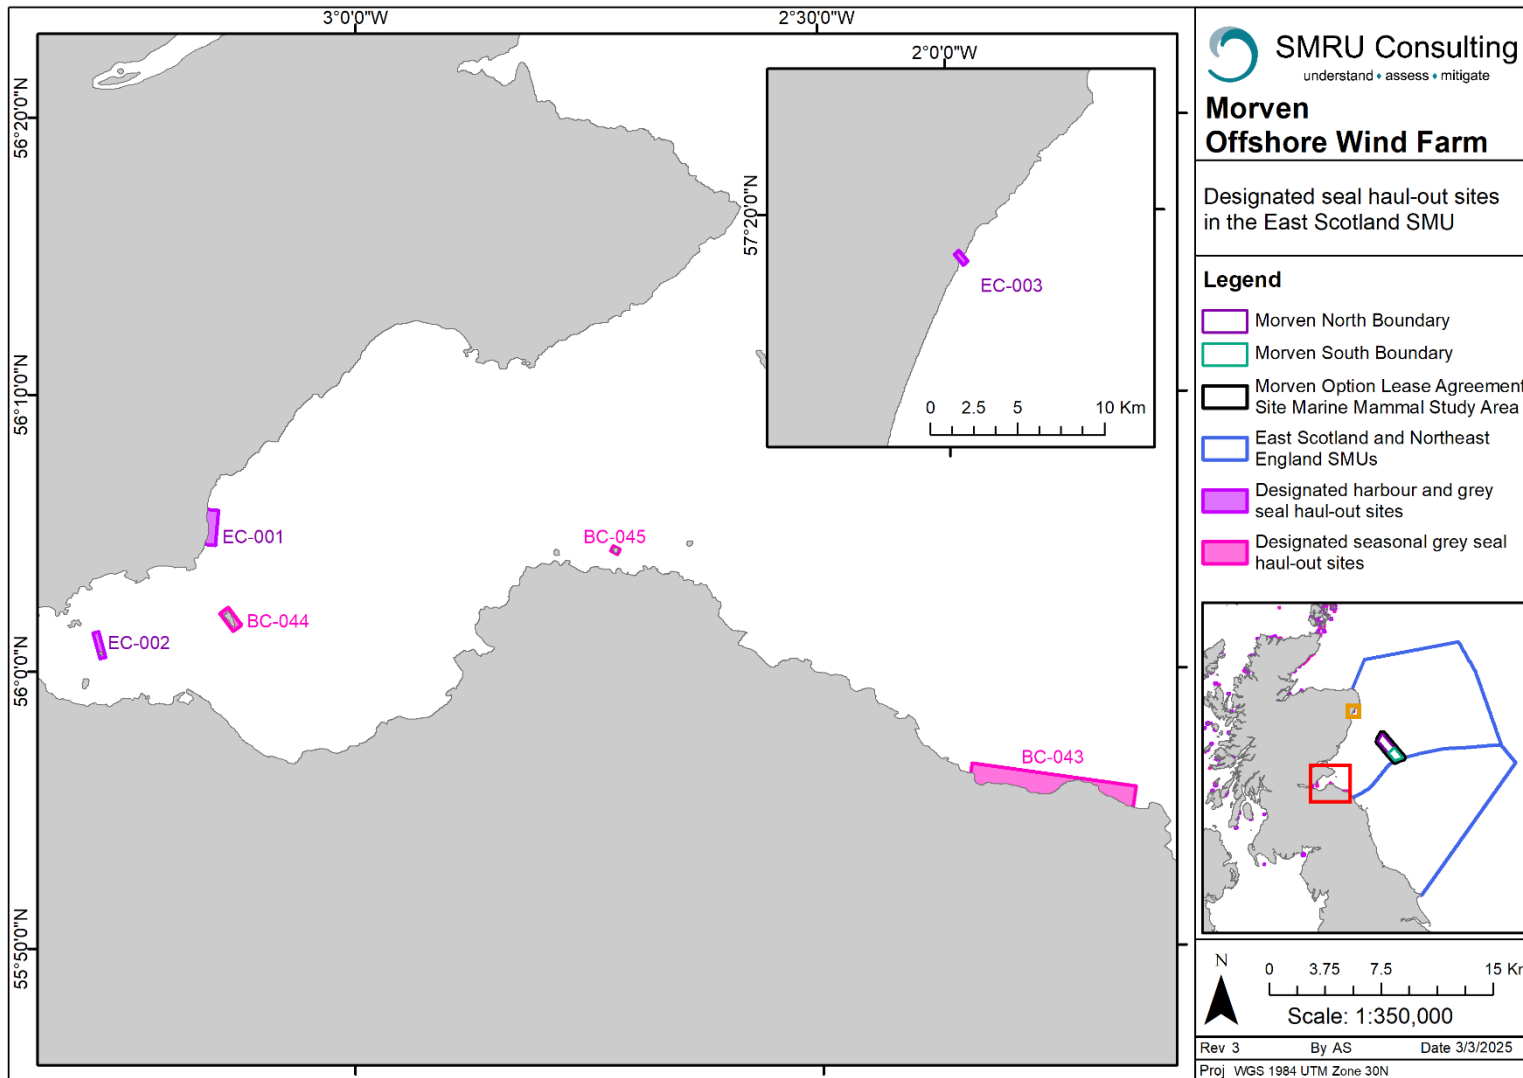 3°0'0"W
2°30'0"W
56°20'0"N
56°10'0"N
56°0'0"N
55°50'0"N
2°0'0"W
57°20'0"N
EC-003
0 2.5 5 10 Km
EC-001
BC-045
BC-044
EC-002
BC-043
SMRU Consulting
understand ♦ assess ♦ mitigate
Morven
Offshore Wind Farm
Designated seal haul-out sites
in the East Scotland SMU
Legend
Morven North Boundary
Morven South Boundary
Morven Option Lease Agreement
Site Marine Mammal Study Area
East Scotland and Northeast
England SMUs
Designated harbour and grey
seal haul-out sites
Designated seasonal grey seal
haul-out sites
N
0 3.75 7.5 15 Km
Scale: 1:350,000
Rev 3 By AS Date 3/3/2025
Proj WGS 1984 UTM Zone 30N